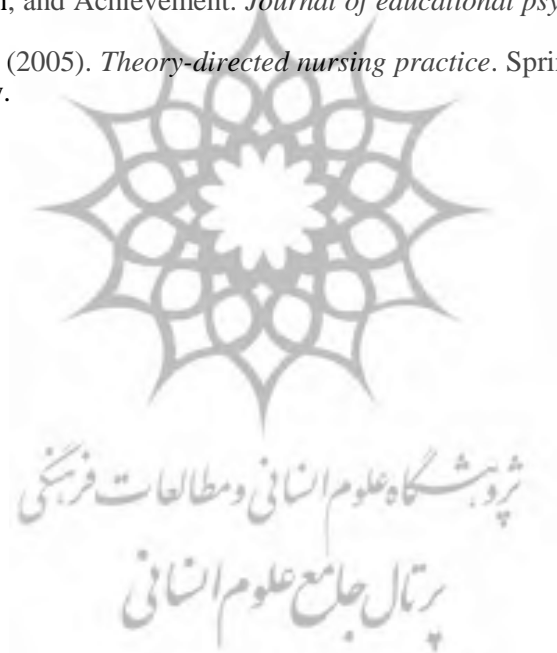 , and Achievement. Journal of educational psy
(2005). Theory-directed nursing practice. Spri
.
پژوهشگاه علوم انسانی و مطالعات فرهنگی
پرتال جامع علوم انسانی